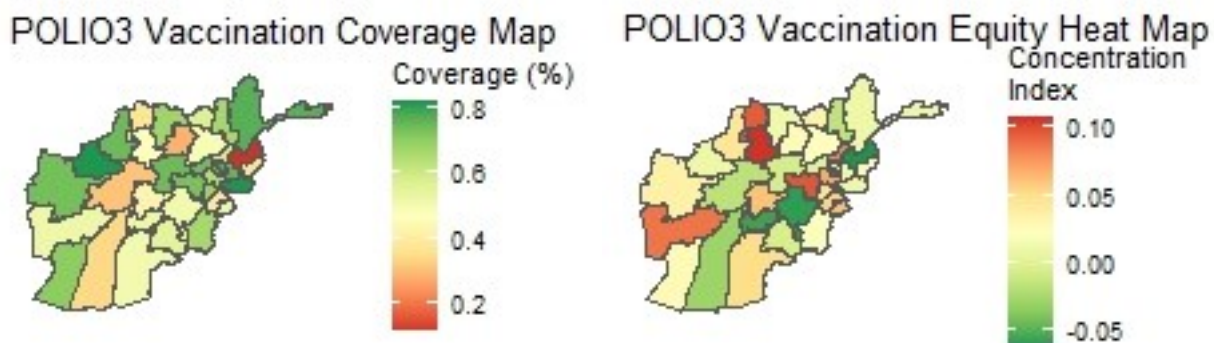 POLIO3 Vaccination Coverage Map
Coverage (%)
0.8
0.6
0.4
0.2
POLIO3 Vaccination Equity Heat Map
Concentration
Index
0.10
0.05
0.00
-0.05